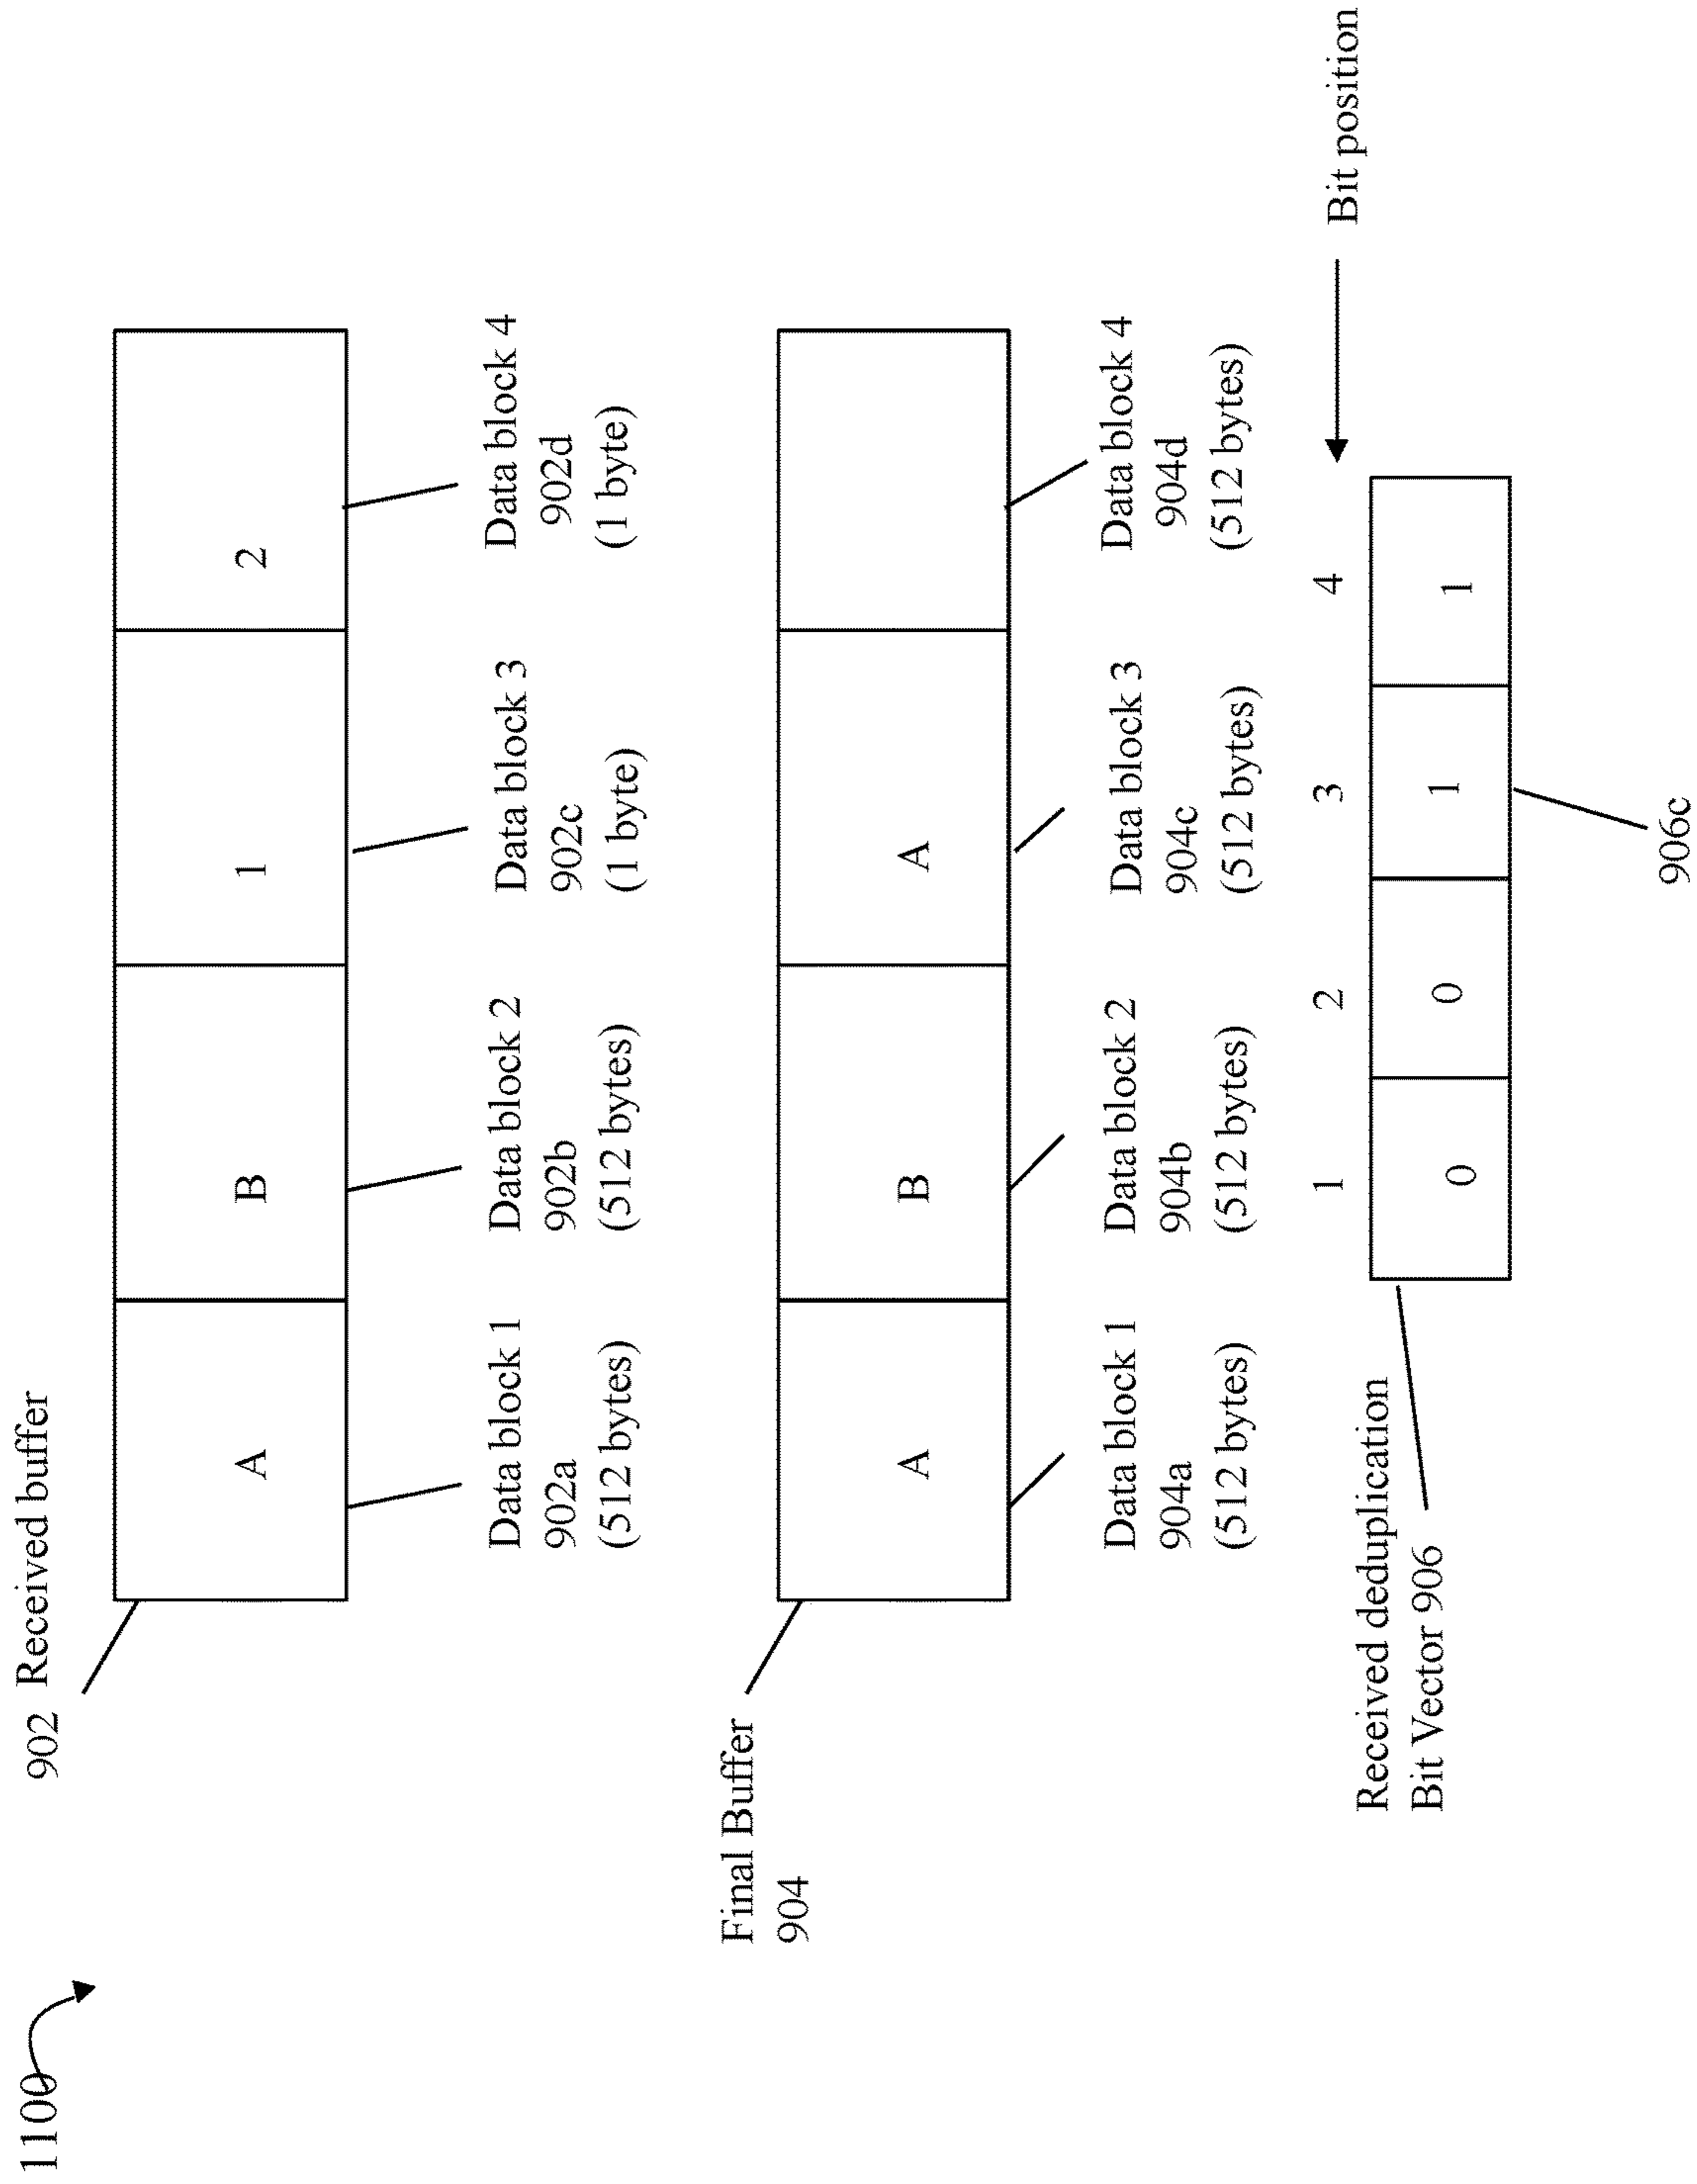 1100
902 Received buffer
A
B
1
2
Data block 1
902a
(512 bytes)
Data block 2
902b
(512 bytes)
Data block 3
902c
(1 byte)
Data block 4
902d
(1 byte)
Final Buffer
904
A
B
A
Data block 1
904a
(512 bytes)
Data block 2
904b
(512 bytes)
Data block 3
904c
(512 bytes)
Data block 4
904d
(512 bytes)
1 2 3 4
Bit position
Received deduplication
Bit Vector 906
0 0 1 1
906c